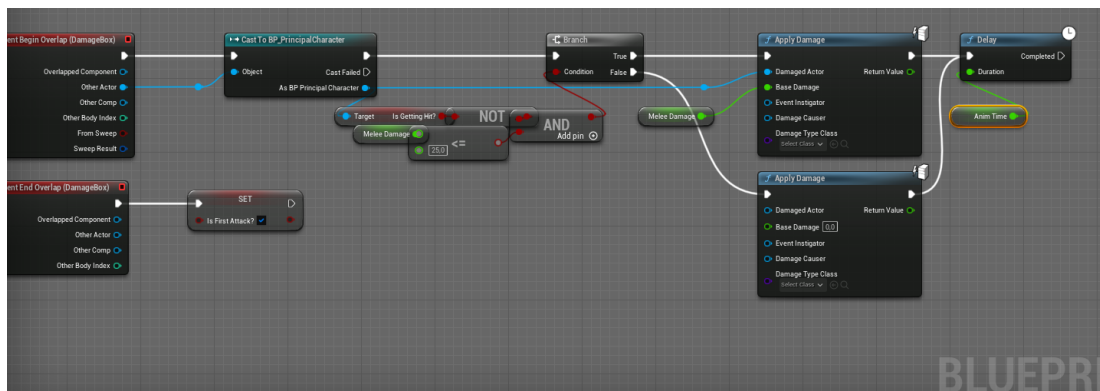 ent Begin Overlap (DamageBox)
Overlapped Component
Other Actor
Other Comp
Other Body Index
From Sweep
Sweep Result
Cast To BP_PrincipalCharacter
Object
Cast Failed
As BP Principal Character
Target
Is Getting Hit?
NOT
Melee Damage
25,0
<=
AND
Add pin
Branch
Condition
True
False
Melee Damage
Apply Damage
Damaged Actor
Return Value
Base Damage
Event Instigator
Damage Causer
Damage Type Class
Select Class
Delay
Completed
Duration
Anim Time
ent End Overlap (DamageBox)
Overlapped Component
Other Actor
Other Comp
Other Body Index
SET
Is First Attack?
Apply Damage
Damaged Actor
Return Value
Base Damage 0,0
Event Instigator
Damage Causer
Damage Type Class
Select Class
BLUEPRI